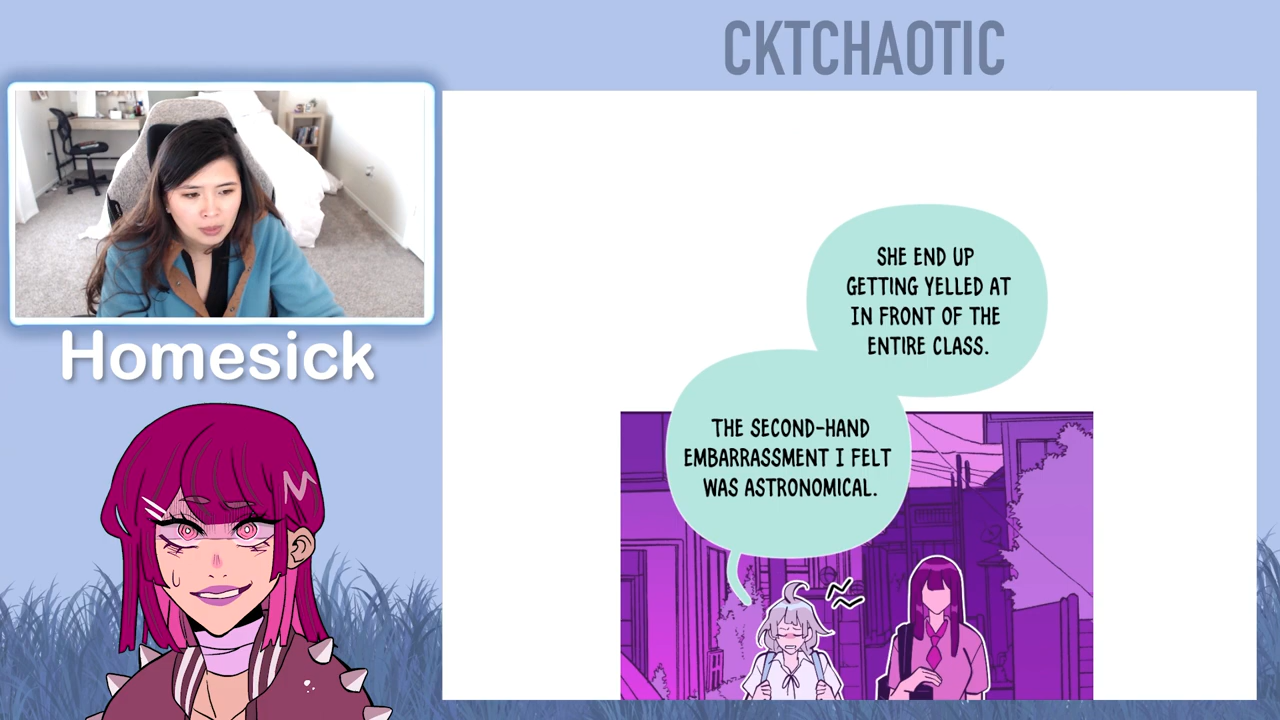 CKTCHAOTIC
Homesick
SHE END UP
GETTING YELLED AT
IN FRONT OF THE
ENTIRE CLASS.
THE SECOND-HAND
EMBARRASSMENT I FELT
WAS ASTRONOMICAL.